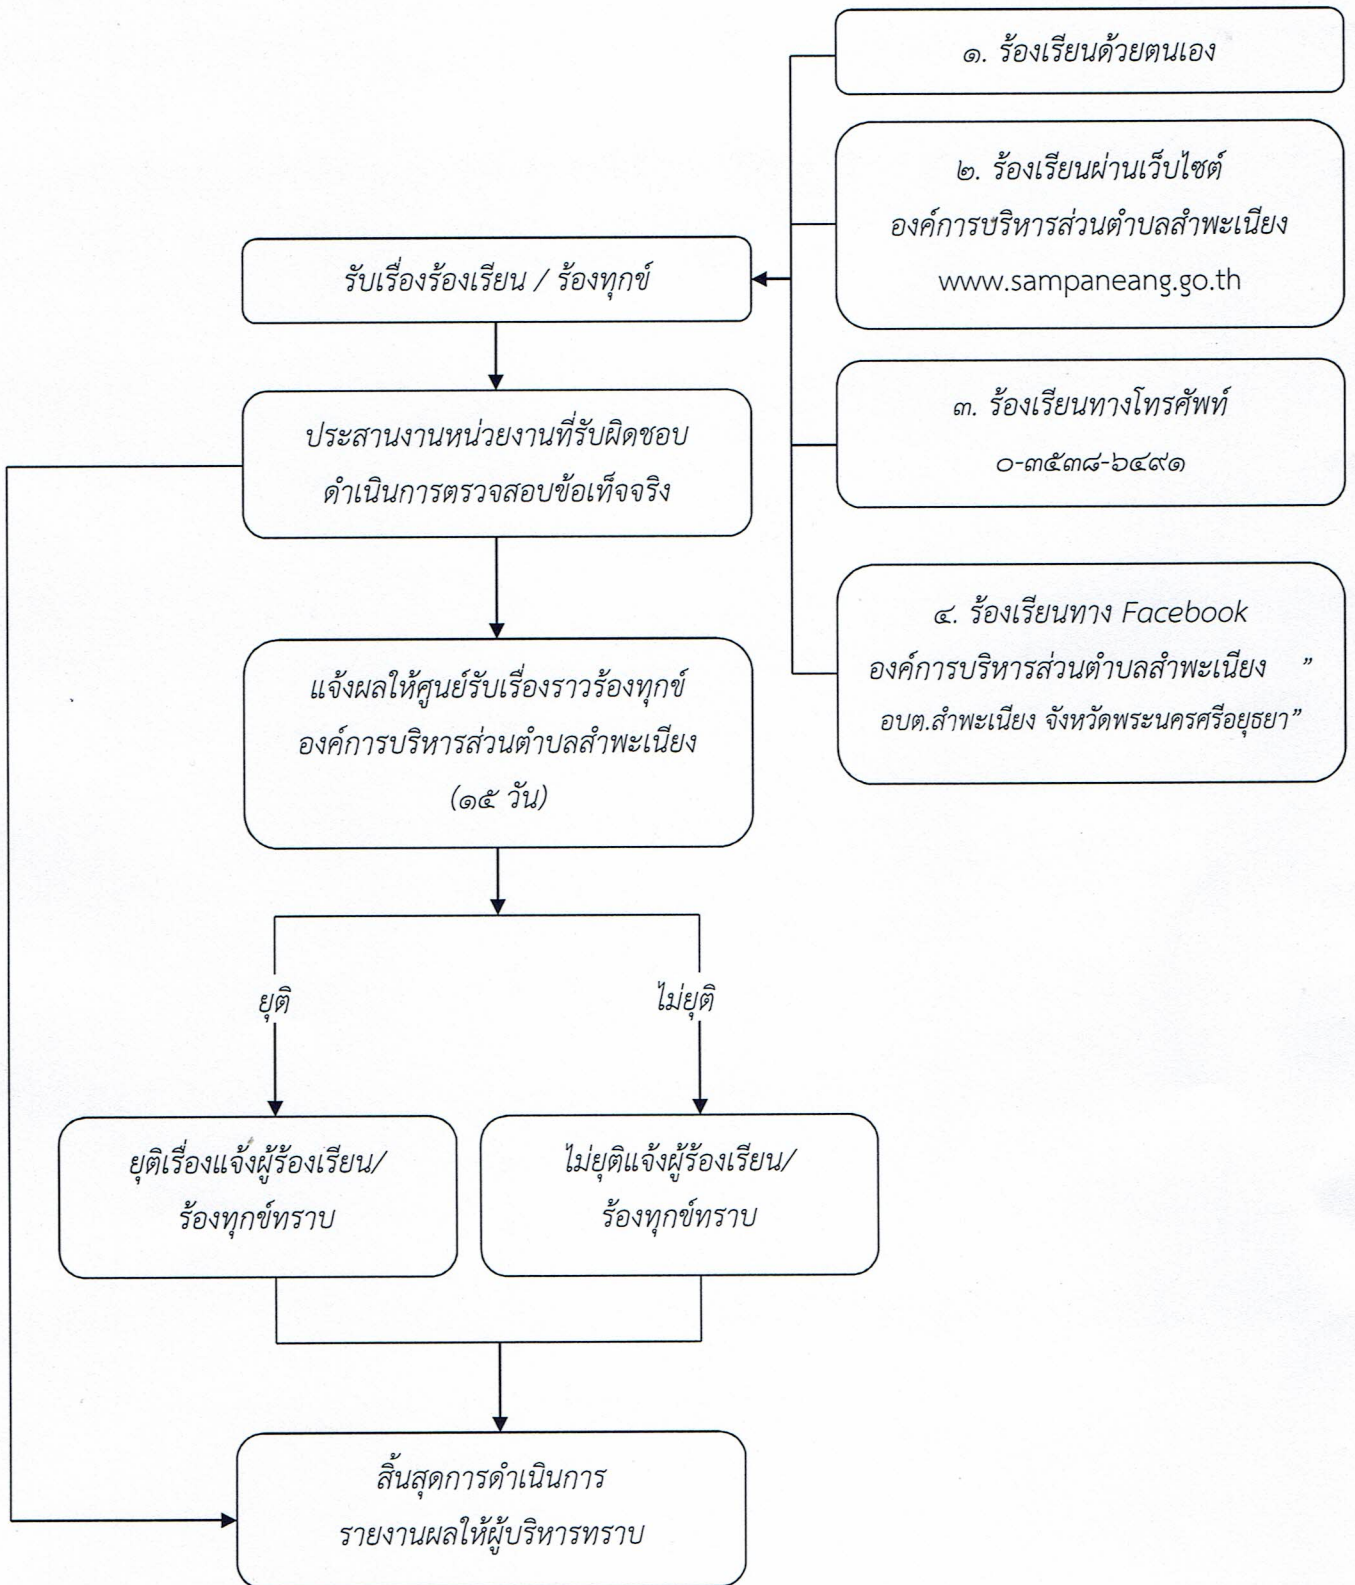 ๑. ร้องเรียนด้วยตนเอง
๒. ร้องเรียนผ่านเว็บไซต์
องค์การบริหารส่วนตำบลสำพะเนียง
www.sampaneang.go.th
๓. ร้องเรียนทางโทรศัพท์
๐-๓๕๓๘-๖๔๙๑
๔. ร้องเรียนทาง Facebook
องค์การบริหารส่วนตำบลสำพะเนียง ”
อบต.สำพะเนียง จังหวัดพระนครศรีอยุธยา”
รับเรื่องร้องเรียน / ร้องทุกข์
ประสานงานหน่วยงานที่รับผิดชอบ
ดำเนินการตรวจสอบข้อเท็จจริง
แจ้งผลให้ศูนย์รับเรื่องราวร้องทุกข์
องค์การบริหารส่วนตำบลสำพะเนียง
(๑๕ วัน)
ยุติ
ไม่ยุติ
ยุติเรื่องแจ้งผู้ร้องเรียน/
ร้องทุกข์ทราบ
ไม่ยุติแจ้งผู้ร้องเรียน/
ร้องทุกข์ทราบ
สิ้นสุดการดำเนินการ
รายงานผลให้ผู้บริหารทราบ